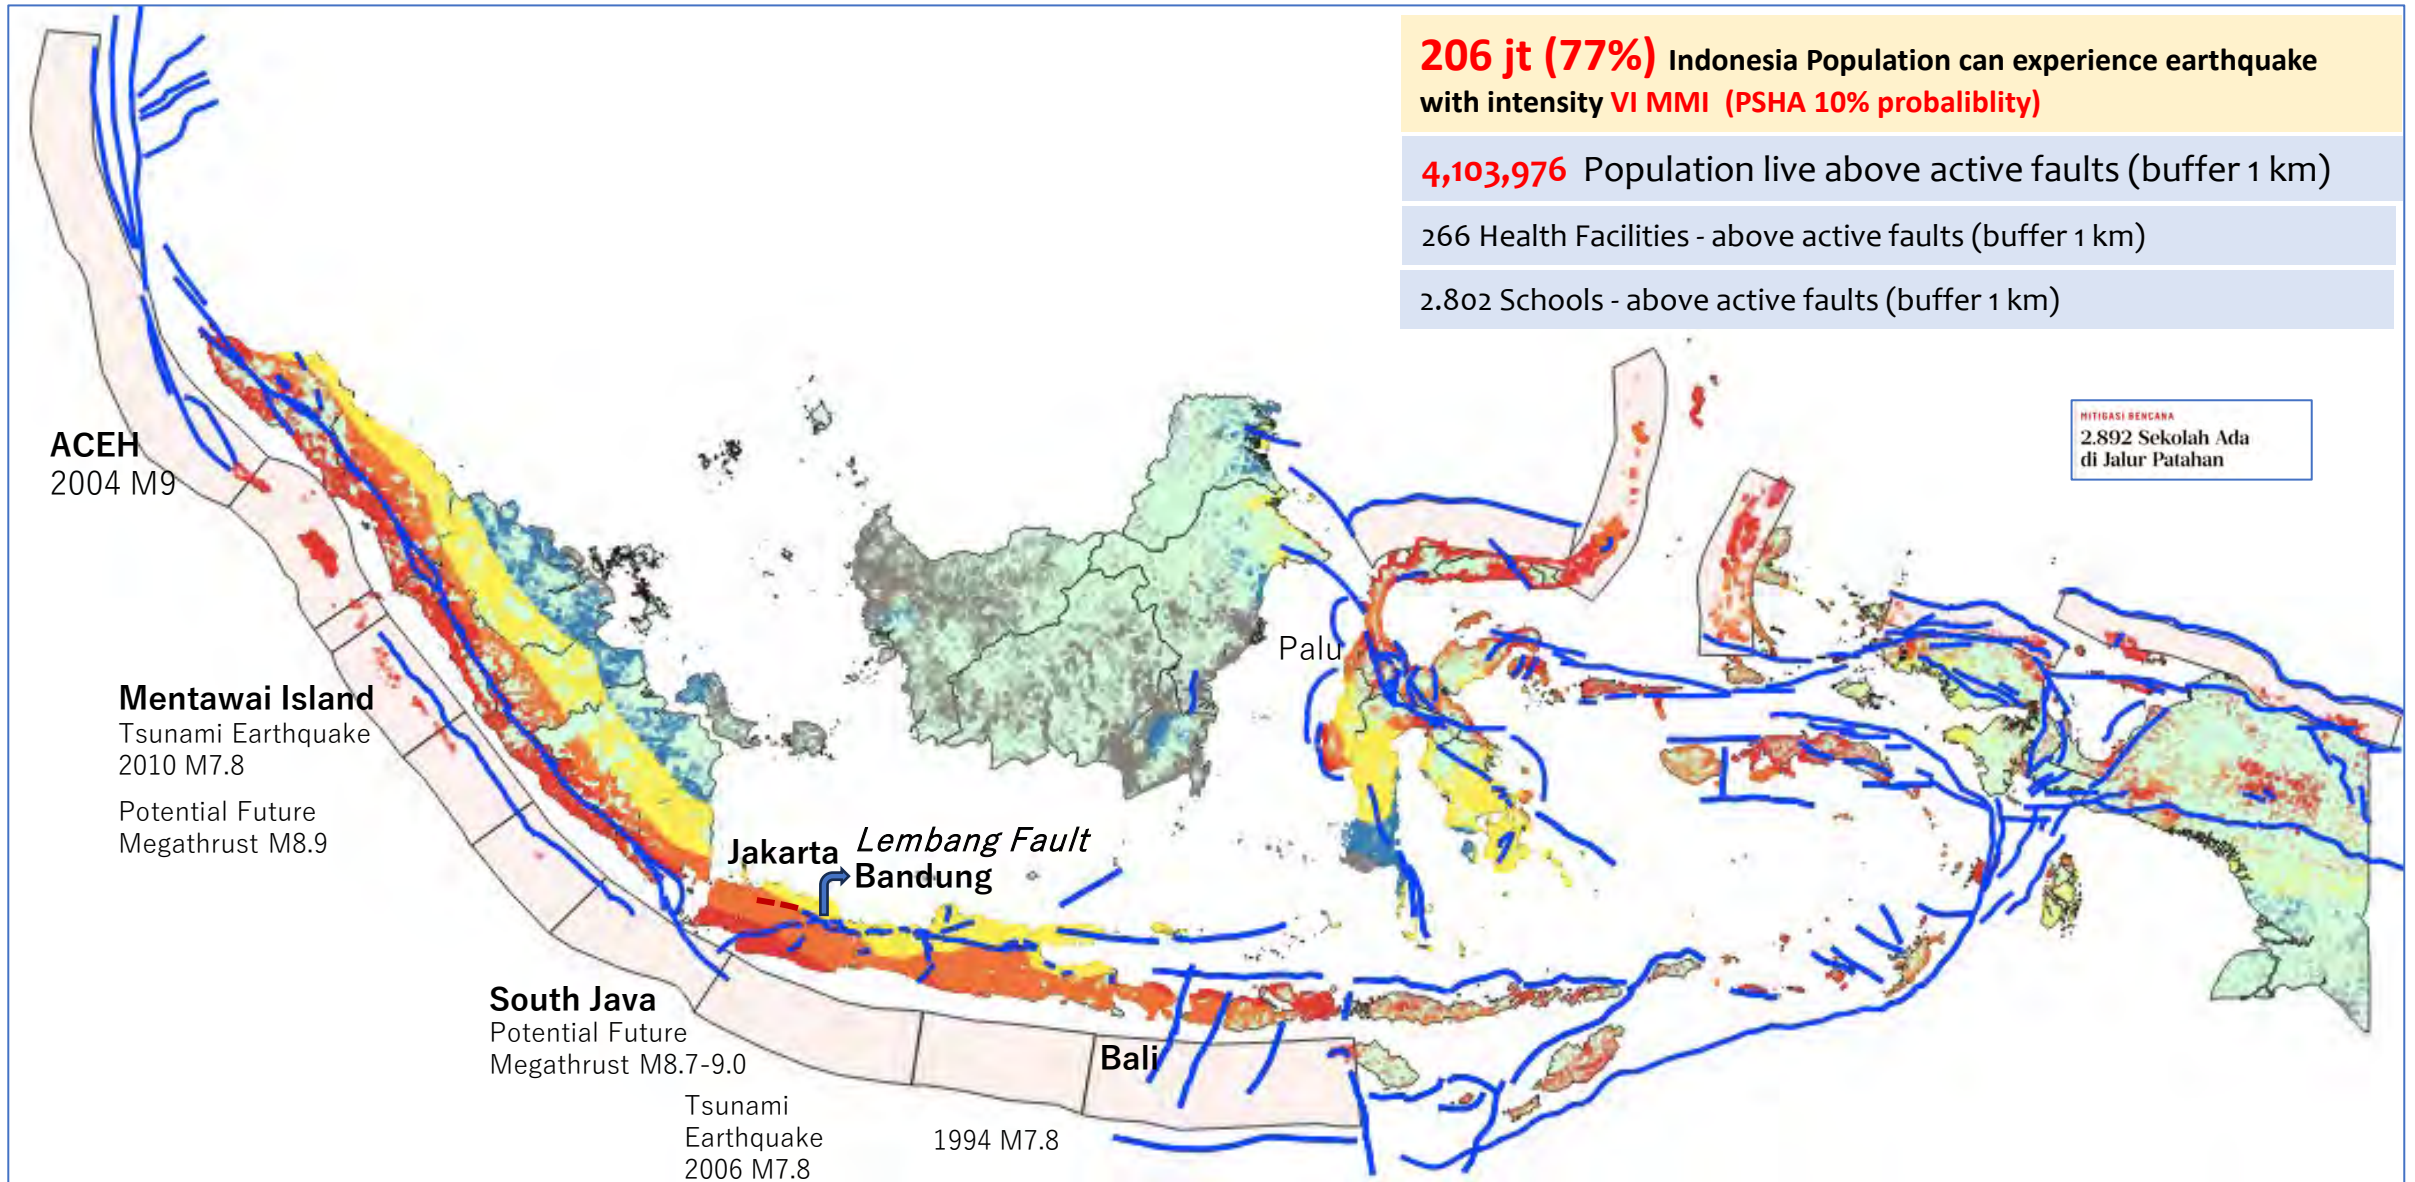 206 jt (77%) Indonesia Population can experience earthquake
with intensity VI MMI (PSHA 10% probaliblity)
4,103,976 Population live above active faults (buffer 1 km)
266 Health Facilities - above active faults (buffer 1 km)
2.802 Schools - above active faults (buffer 1 km)
MITIGASI BENCANA
2.892 Sekolah Ada
di Jalur Patahan
ACEH
2004 M9
Palu
Mentawai Island
Tsunami Earthquake
2010 M7.8
Potential Future
Megathrust M8.9
Jakarta
Lembang Fault
Bandung
South Java
Potential Future
Megathrust M8.7-9.0
Bali
Tsunami
Earthquake
2006 M7.8
1994 M7.8